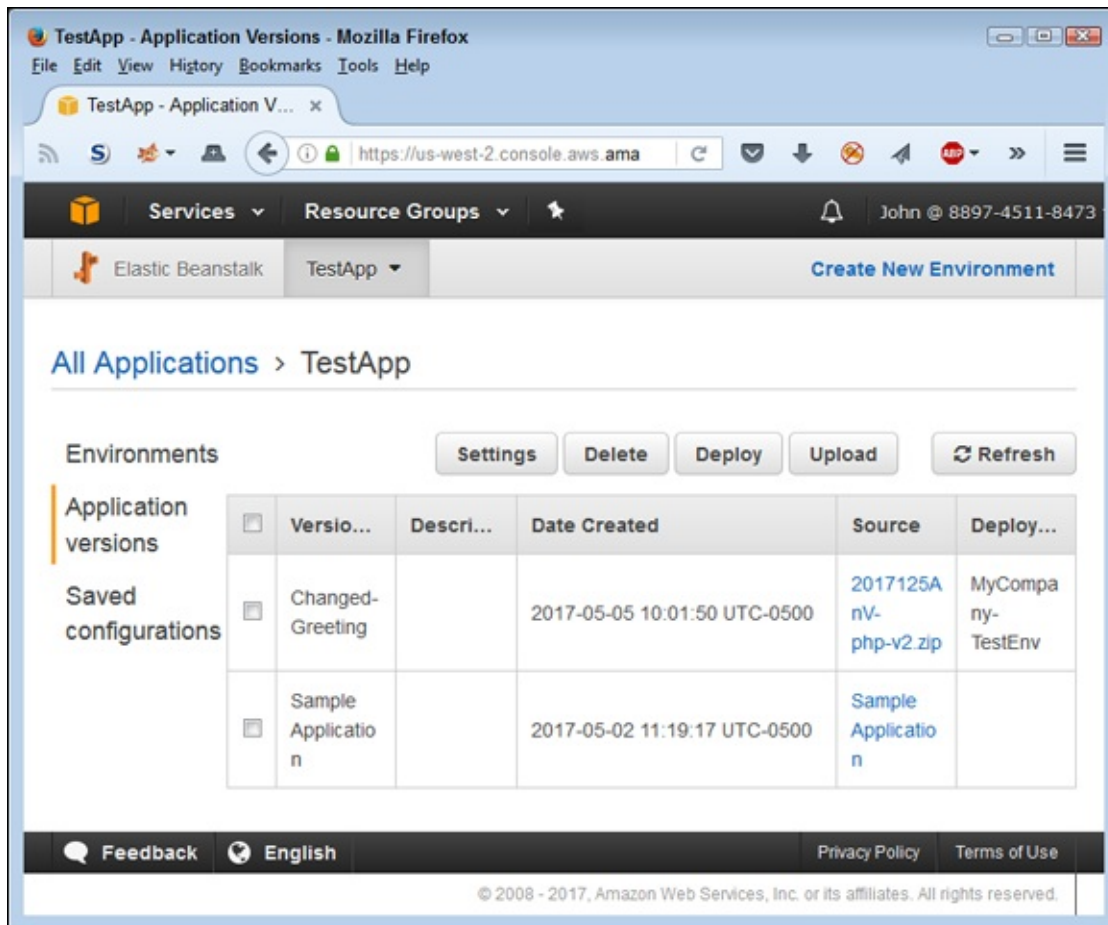 TestApp - Application Versions - Mozilla Firefox
File Edit View History Bookmarks Tools Help
TestApp - Application V... ×
S https://us-west-2.console.aws.ama ABP »
Services Resource Groups John @ 8897-4511-8473
Elastic Beanstalk TestApp Create New Environment
All Applications > TestApp
Environments
Application
versions
Saved
configurations
Settings Delete Deploy Upload Refresh
Versio... Descri... Date Created Source Deploy...
Changed-
Greeting
2017-05-05 10:01:50 UTC-0500
2017125A
nV-
php-v2.zip
MyCompa
ny-
TestEnv
Sample
Applicatio
n
2017-05-02 11:19:17 UTC-0500
Sample
Applicatio
n
Feedback English Privacy Policy Terms of Use
© 2008 - 2017, Amazon Web Services, Inc. or its affiliates. All rights reserved.